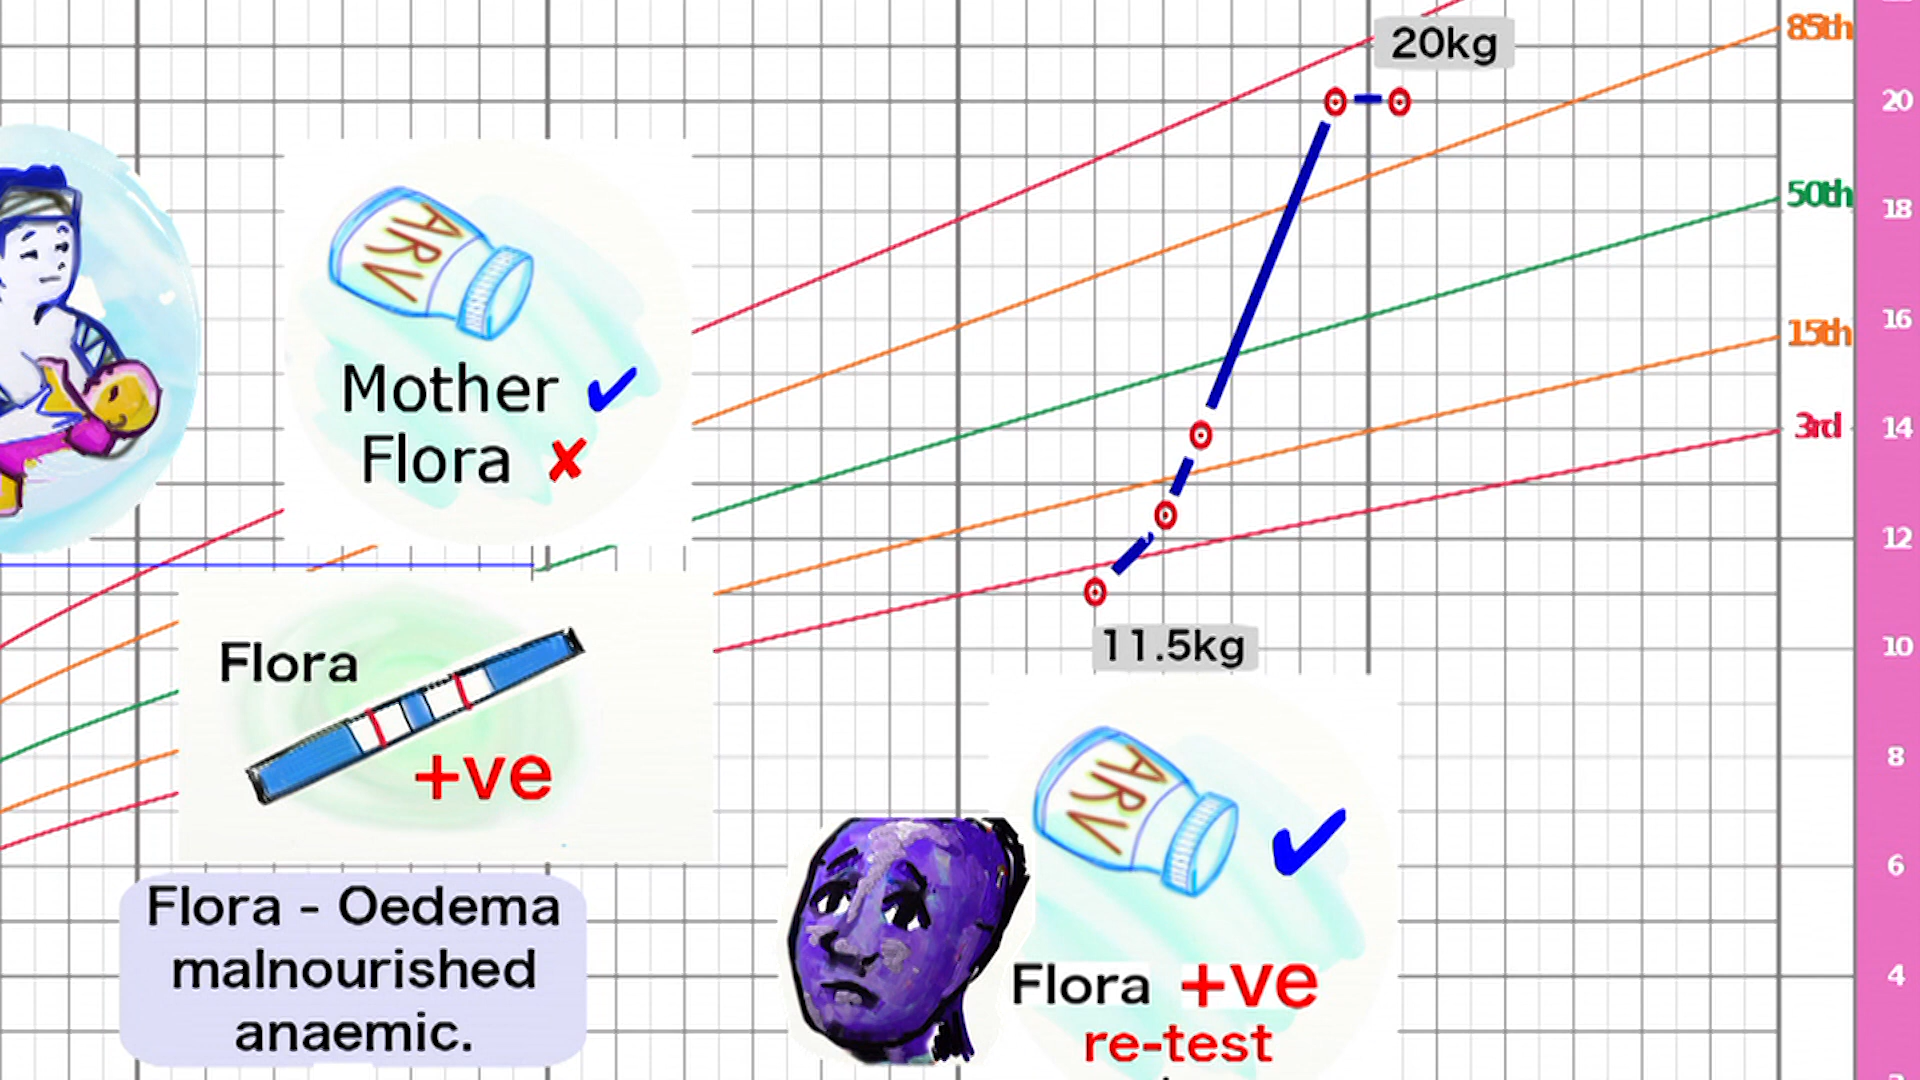 85th
20kg
20
50th
18
ARV
16
15th
Mother ✔
Flora ✘
3rd
14
12
11.5kg
10
Flora
+ve
8
ARV
6
Flora - Oedema
malnourished
anaemic.
4
Flora +ve
re-test